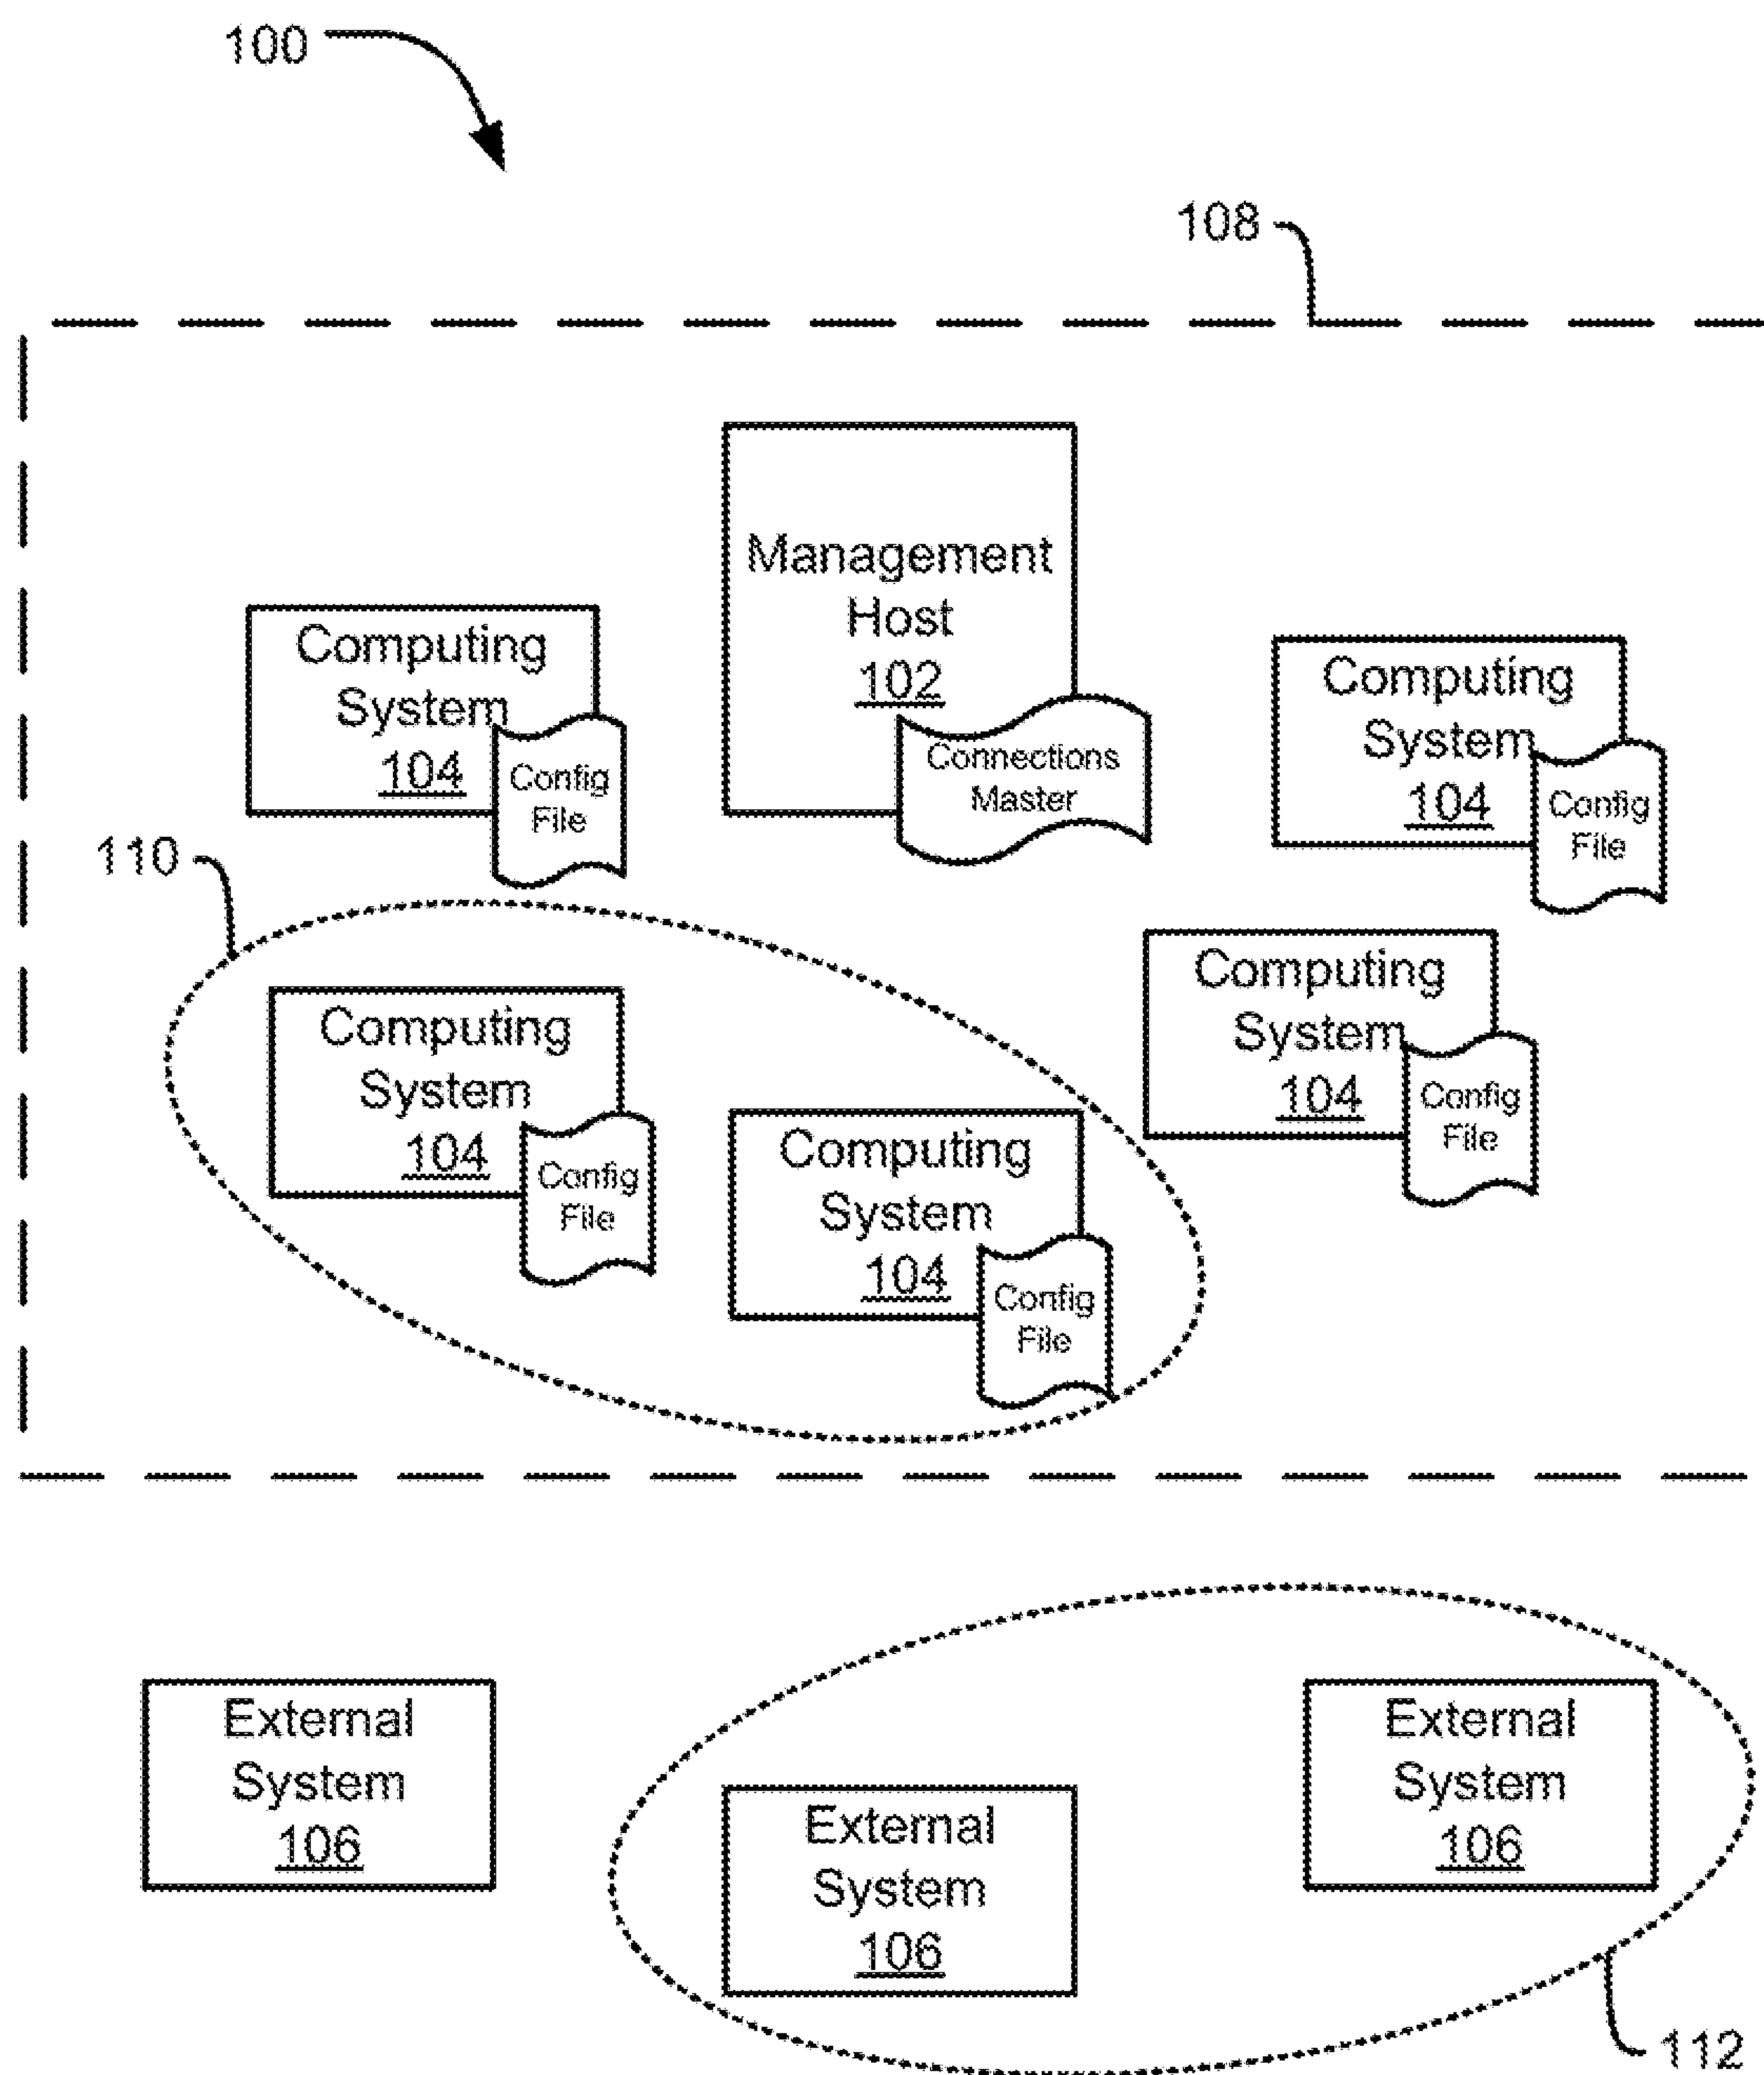 100
108
Management
Host
102
Connections
Master
Computing
System
104
Config
File
Computing
System
104
Config
File
110
Computing
System
104
Config
File
Computing
System
104
Config
File
Computing
System
104
Config
File
External
System
106
External
System
106
External
System
106
112